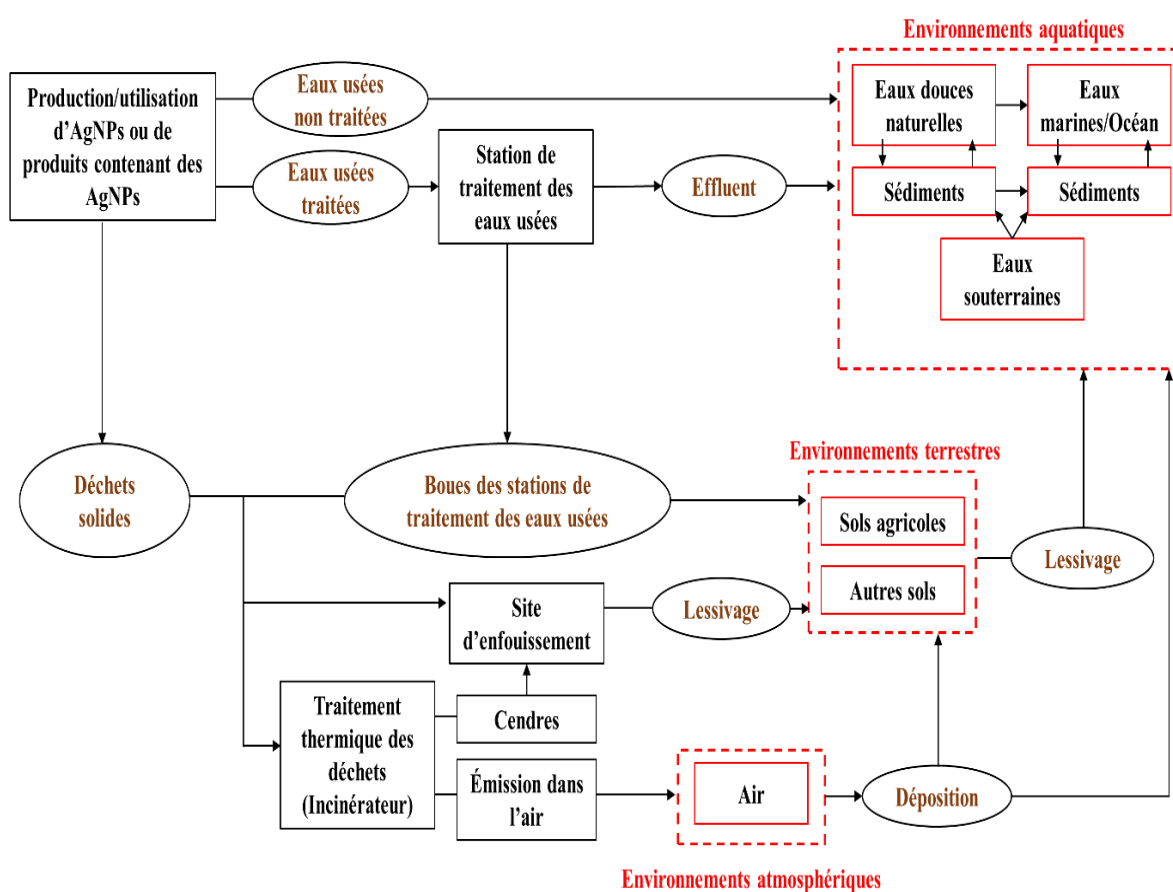 Environnements aquatiques
Production/utilisation
d'AgNPs ou de
produits contenant des
AgNPs
Eaux usées
non traitées
Eaux usées
traitées
Station de
traitement des
eaux usées
Effluent
Eaux douces
naturelles
Eaux
marines/Océan
Sédiments
Sédiments
Eaux
souterraines
Déchets
solides
Boues des stations de
traitement des eaux usées
Environnements terrestres
Sols agricoles
Autres sols
Lessivage
Site
d'enfouissement
Lessivage
Traitement
thermique des
déchets
(Incinérateur)
Cendres
Émission dans
l'air
Air
Déposition
Environnements atmosphériques